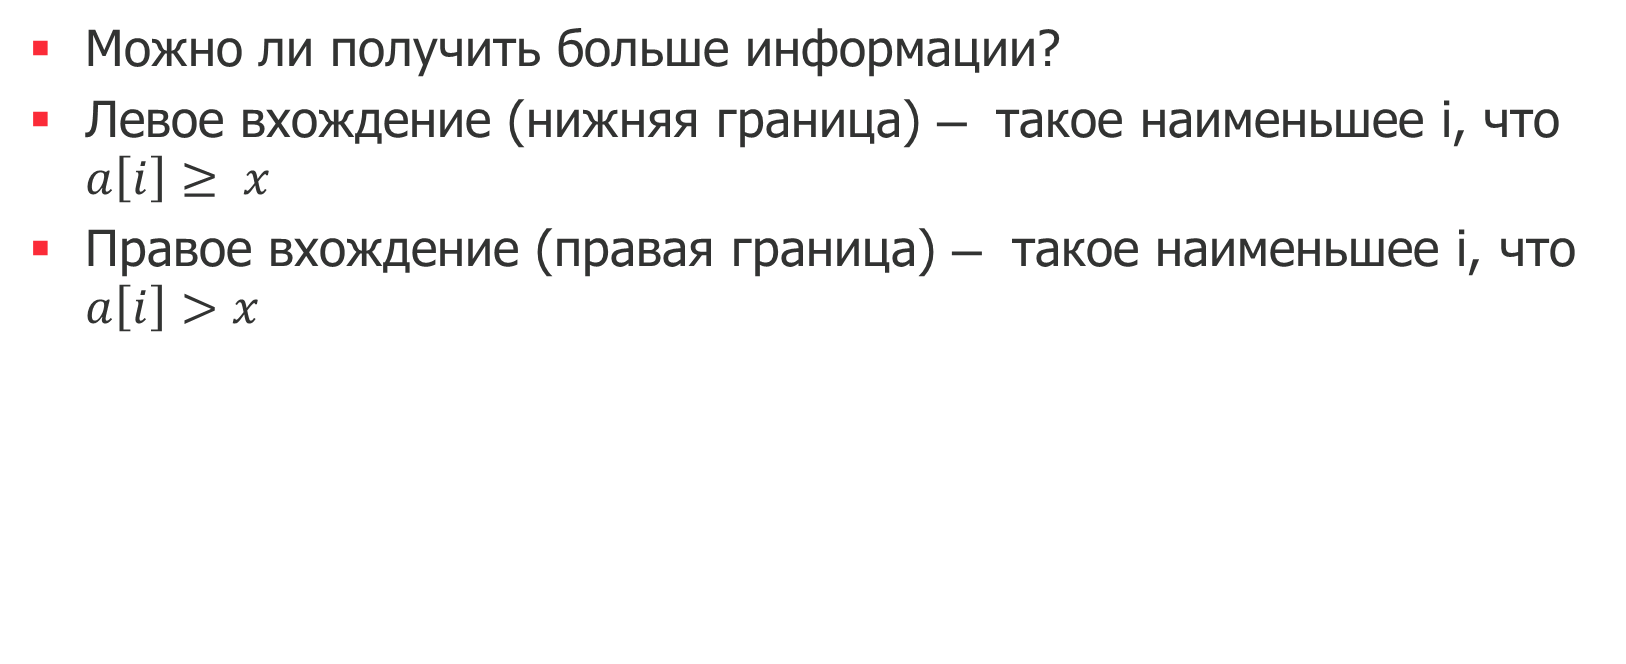 ▪ Можно ли получить больше информации?
▪ Левое вхождение (нижняя граница) – такое наименьшее i, что
a[i] ≥ x
▪ Правое вхождение (правая граница) – такое наименьшее i, что
a[i] > x